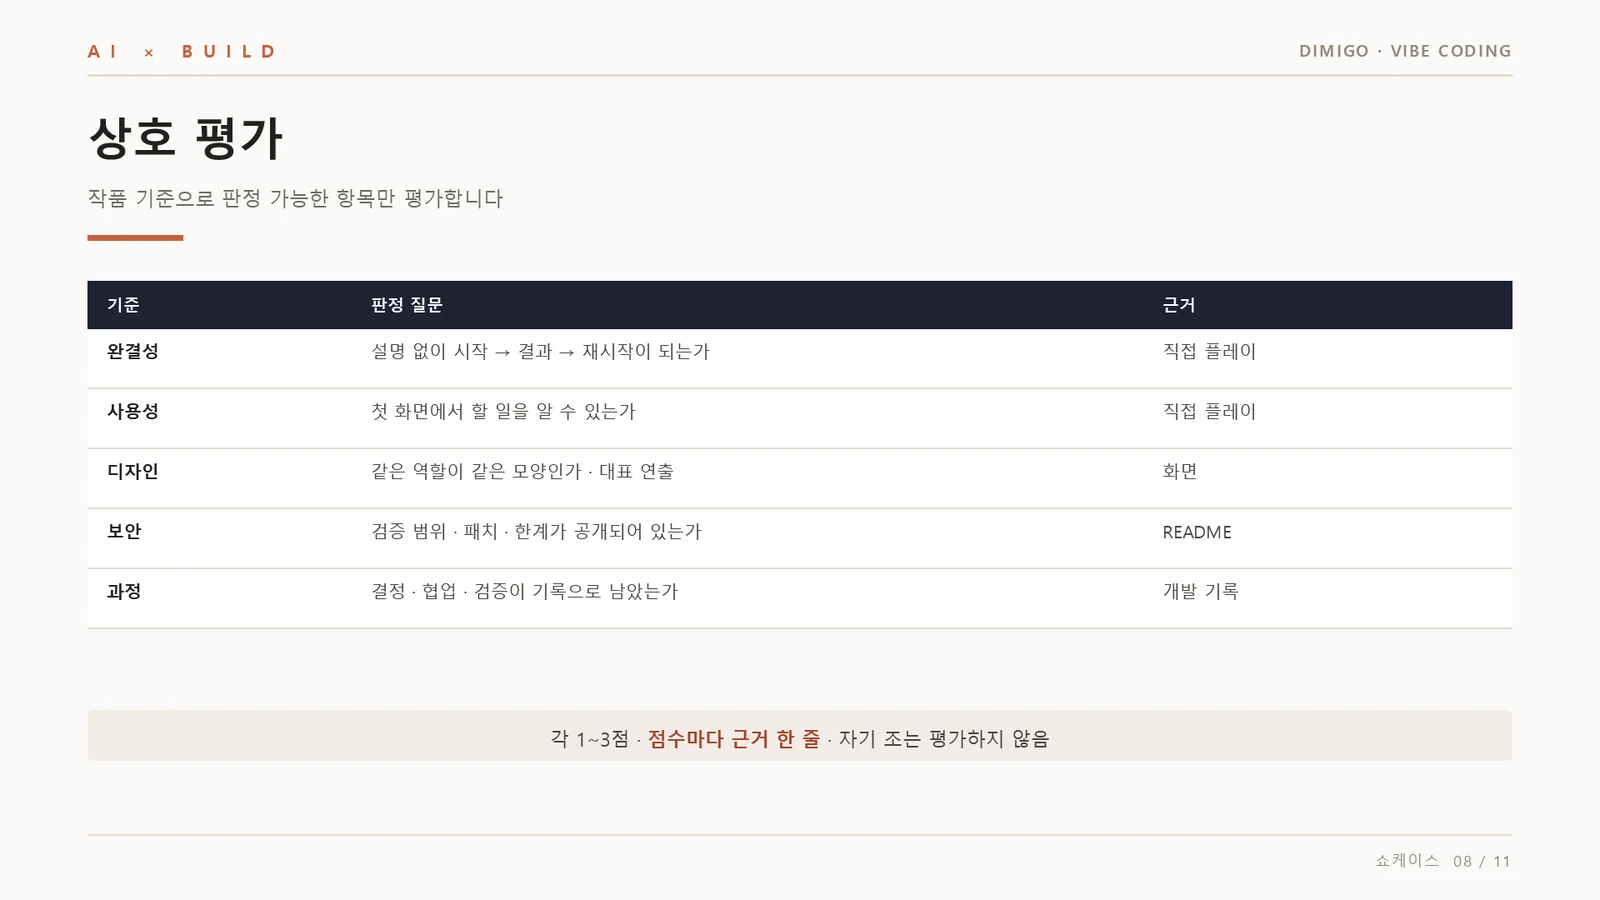 AI × BUILD
DIMIGO · VIBE CODING
상호 평가
작품 기준으로 판정 가능한 항목만 평가합니다
기준 판정 질문 근거
완결성 설명 없이 시작 → 결과 → 재시작이 되는가 직접 플레이
사용성 첫 화면에서 할 일을 알 수 있는가 직접 플레이
디자인 같은 역할이 같은 모양인가 · 대표 연출 화면
보안 검증 범위 · 패치 · 한계가 공개되어 있는가 README
과정 결정 · 협업 · 검증이 기록으로 남았는가 개발 기록
각 1~3점 · 점수마다 근거 한 줄 · 자기 조는 평가하지 않음
쇼케이스 08 / 11